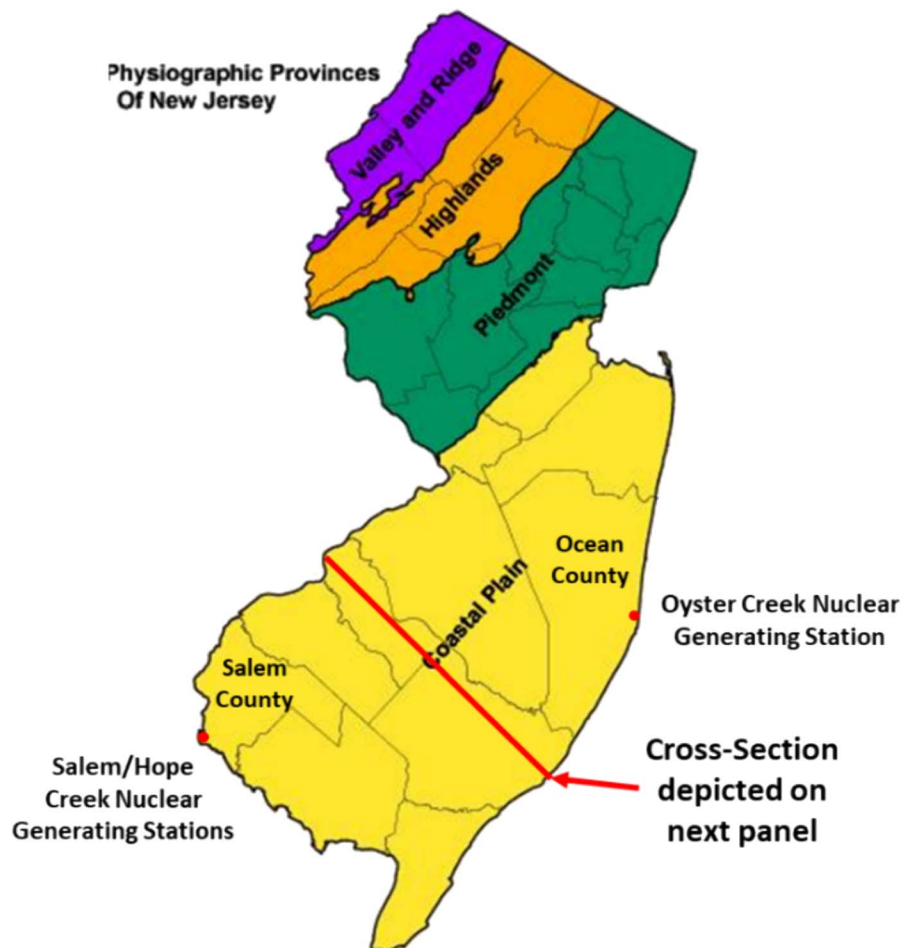 Physiographic Provinces
Of New Jersey
Valley and Ridge
Highlands
Piedmont
Ocean
County
Coastal Plain
Oyster Creek Nuclear
Generating Station
Salem
County
Salem/Hope
Creek Nuclear
Generating Stations
Cross-Section
depicted on
next panel